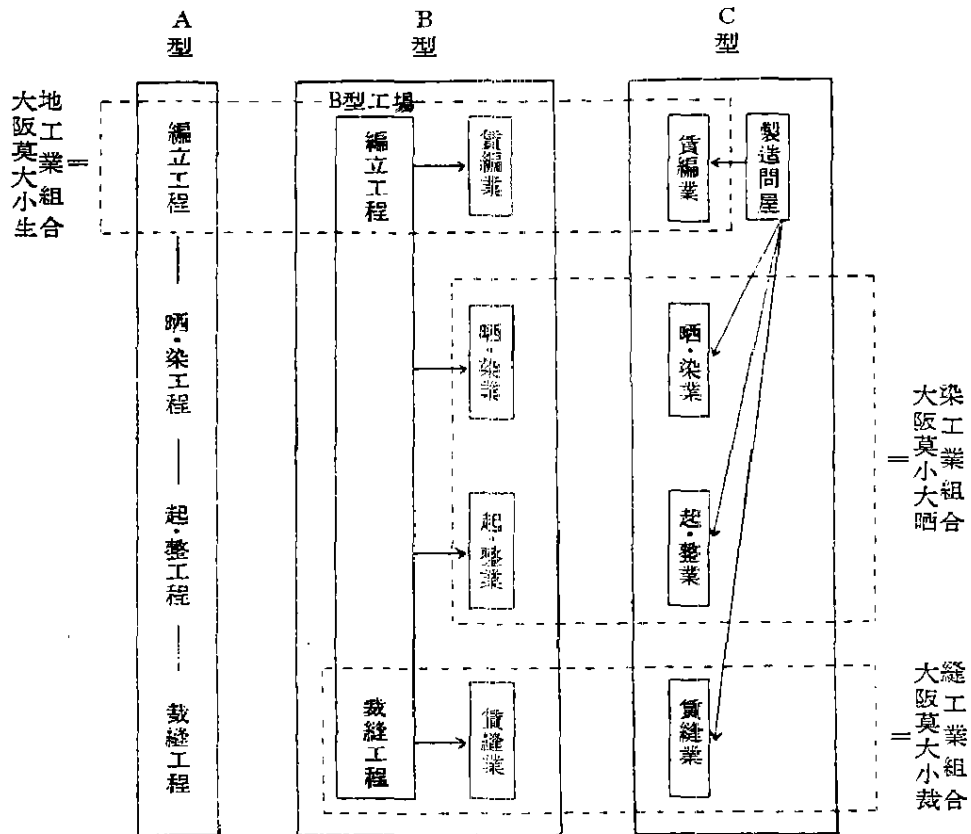 A型
B型
C型
大阪莫大小生
地工業組合
=
編立工程
晒・染工程
起・整工程
裁縫工程
B型工場
編立工程
裁縫工程
賃編業
晒・染業
起・整業
賃縫業
製造問屋
賃編業
晒・染業
起・整業
賃縫業
=
大阪莫小大晒
染工業組合
=
大阪莫大小裁
縫工業組合